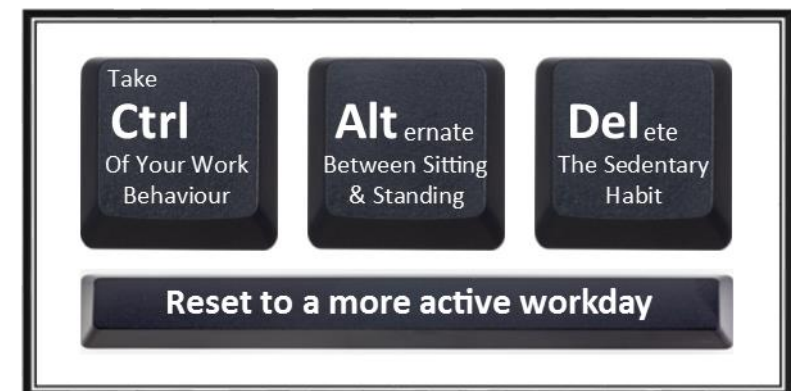 Take
Ctrl
Of Your Work
Behaviour
Alt ernate
Between Sitting
& Standing
Del ete
The Sedentary
Habit
Reset to a more active workday